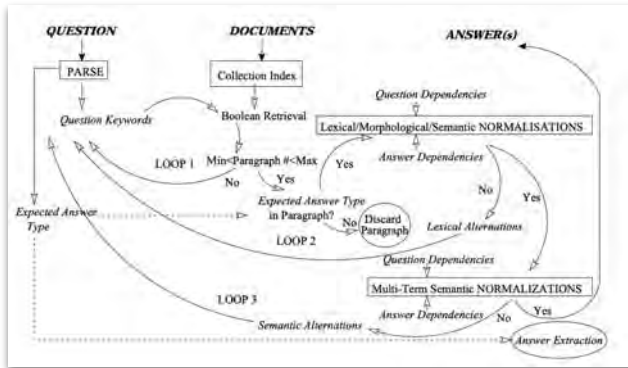 QUESTION
DOCUMENTS
ANSWER(s)
PARSE
Collection Index
Question Keywords
Boolean Retrieval
Question Dependencies
Lexical/Morphological/Semantic NORMALISATIONS
LOOP 1
Min<Paragraph #<Max
Yes
Answer Dependencies
No
Yes
Expected Answer Type
in Paragraph?
No
Yes
Expected Answer
Type
No
Discard
Paragraph
Lexical Alternations
LOOP 2
Question Dependencies
Multi-Term Semantic NORMALIZATIONS
LOOP 3
Answer Dependencies
No
Yes
Semantic Alternations
Answer Extraction